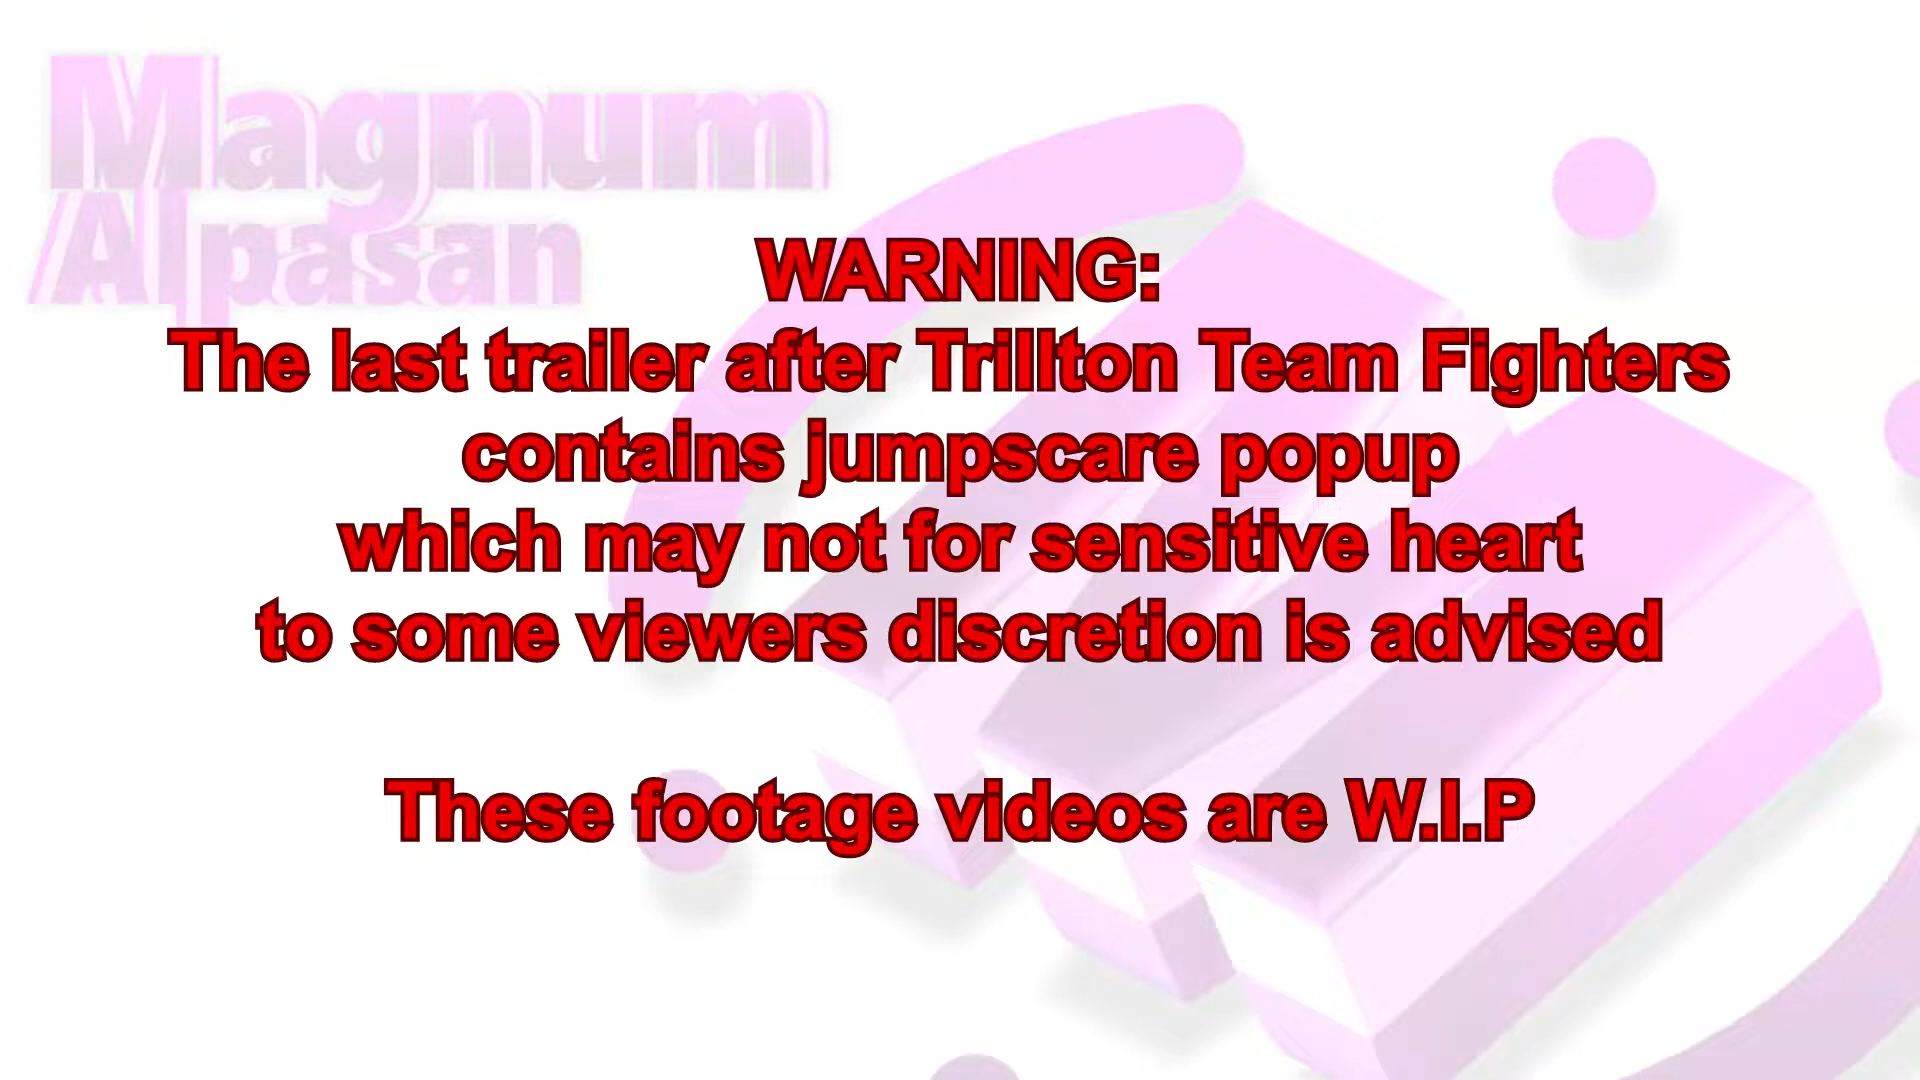 Magnum
Alpasan
WARNING:
The last trailer after Trillton Team Fighters
contains jumpscare popup
which may not for sensitive heart
to some viewers discretion is advised
These footage videos are W.I.P